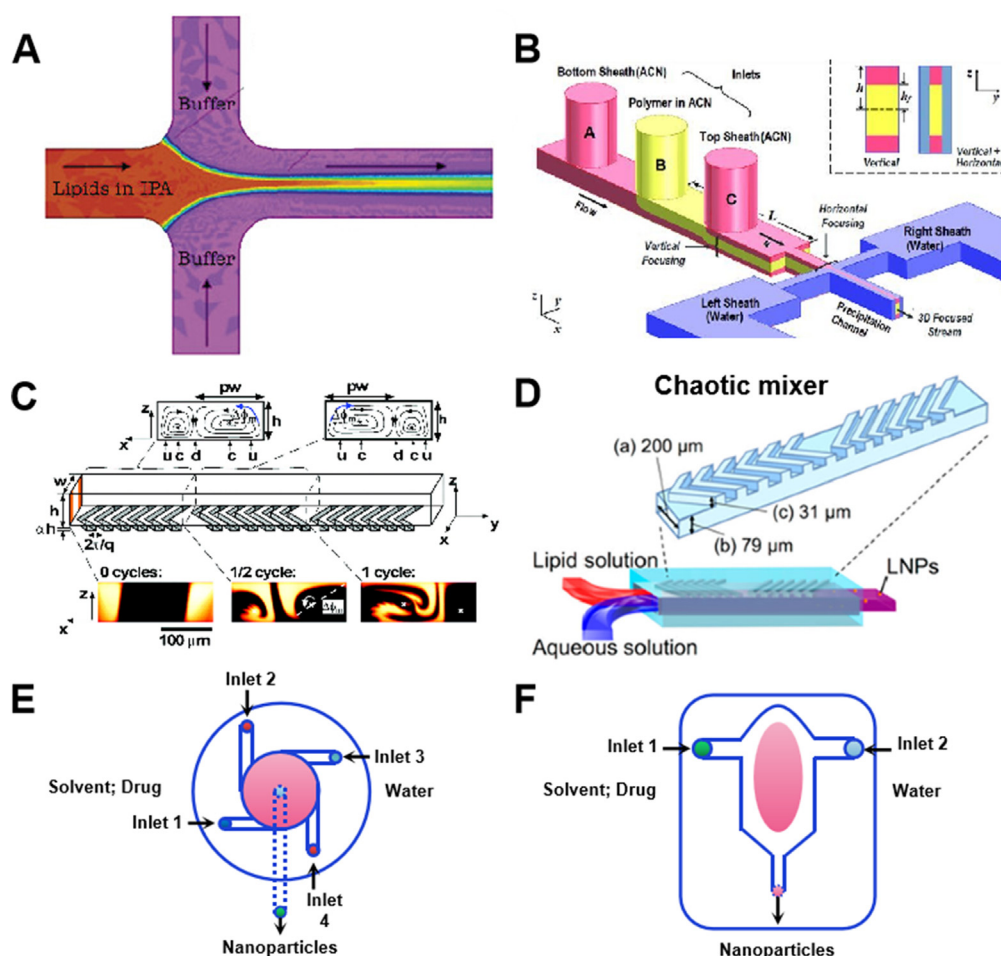 A
Buffer
Lipids in IPA
Buffer
B
Bottom Sheath(ACN)
Inlets
Polymer in ACN
Top Sheath(ACN)
A
B
C
h
h_f
z
y
Vertical
Vertical +
Horizontal
Flow
L
u
Horizontal
Focusing
Vertical
Focusing
Right Sheath
(Water)
Left Sheath
(Water)
Precipitation
Channel
3D Focused
Stream
z
y
x
C
pw
pw
z
Δϕm
h
Δϕm
h
x
u c d c u
u c d c u
w
h
αh
2π/q
z
y
x
0 cycles:
1/2 cycle:
1 cycle:
z
Δϕm
x
100 μm
D
Chaotic mixer
(a) 200 μm
(c) 31 μm
(b) 79 μm
Lipid solution
LNPs
Aqueous solution
E
Inlet 2
Inlet 3
Solvent; Drug
Water
Inlet 1
Inlet
4
Nanoparticles
F
Inlet 1
Inlet 2
Solvent; Drug
Water
Nanoparticles